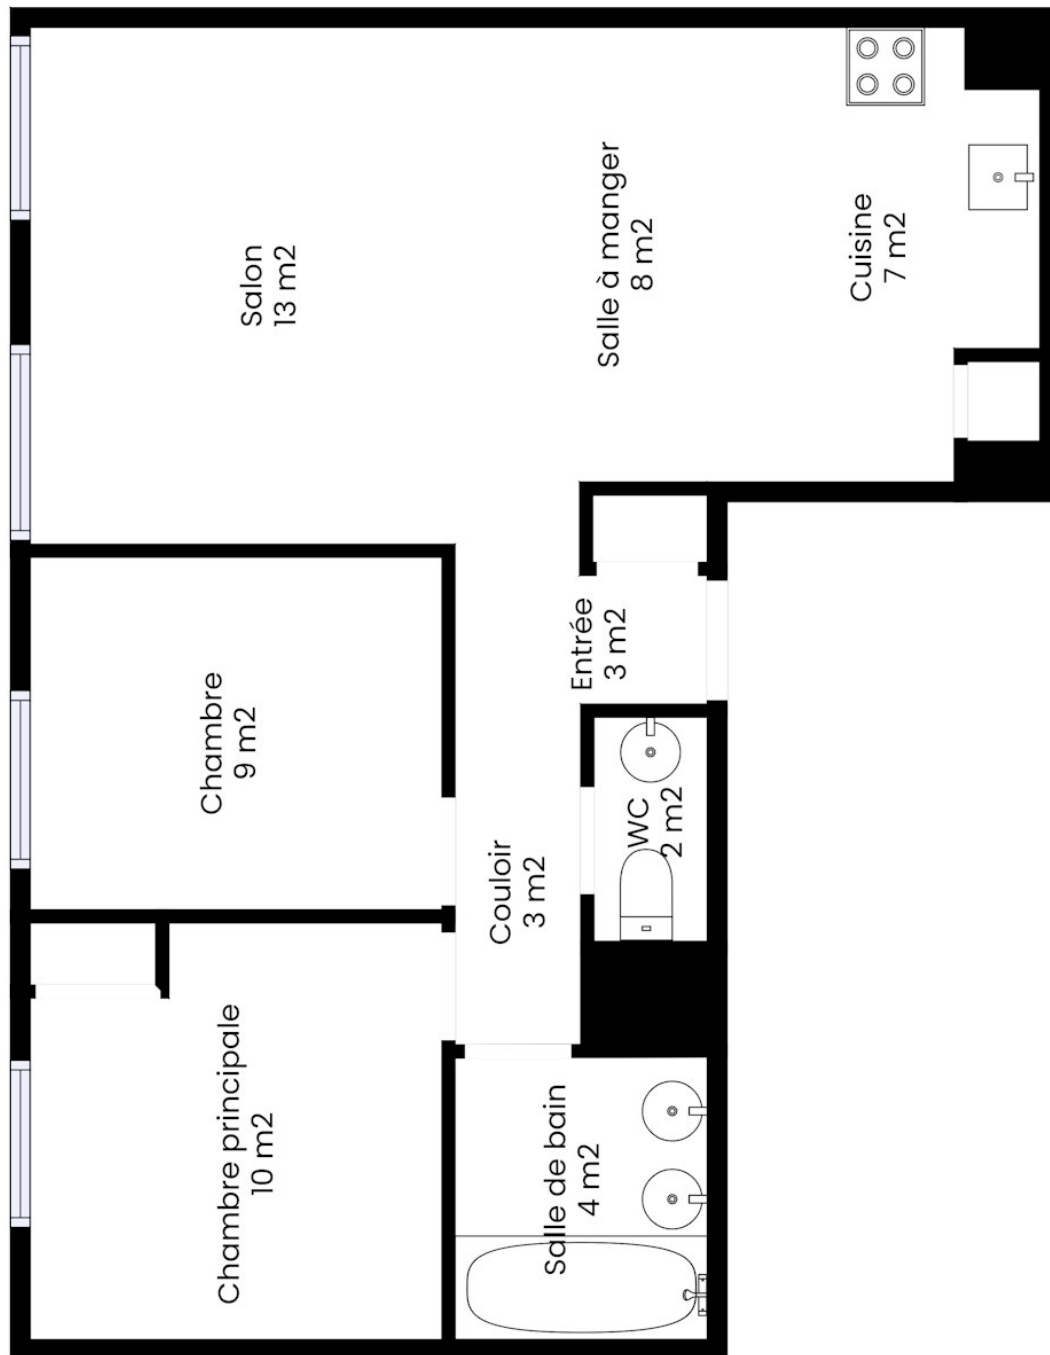 Salon
13 m2
Salle à manger
8 m2
Cuisine
7 m2
Entrée
3 m2
Chambre
9 m2
WC
2 m2
Couloir
3 m2
Chambre principale
10 m2
Salle de bain
4 m2